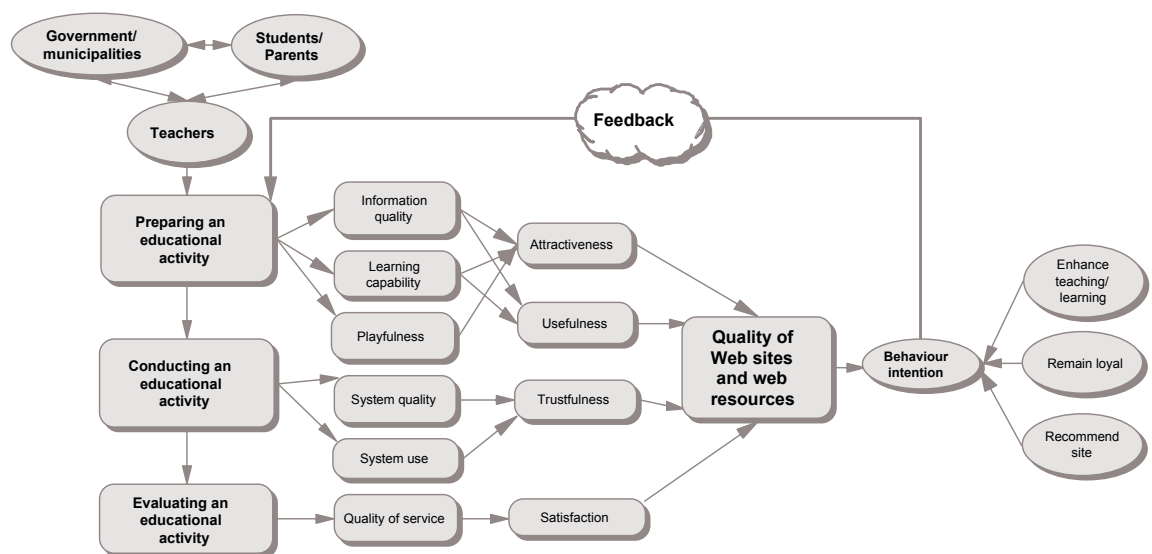 Government/
municipalities
Students/
Parents
Teachers
Feedback
Preparing an
educational
activity
Information
quality
Learning
capability
Playfulness
Attractiveness
Usefulness
Conducting an
educational
activity
System quality
System use
Trustfulness
Evaluating an
educational
activity
Quality of service
Satisfaction
Quality of
Web sites
and web
resources
Behaviour
intention
Enhance
teaching/
learning
Remain loyal
Recommend
site